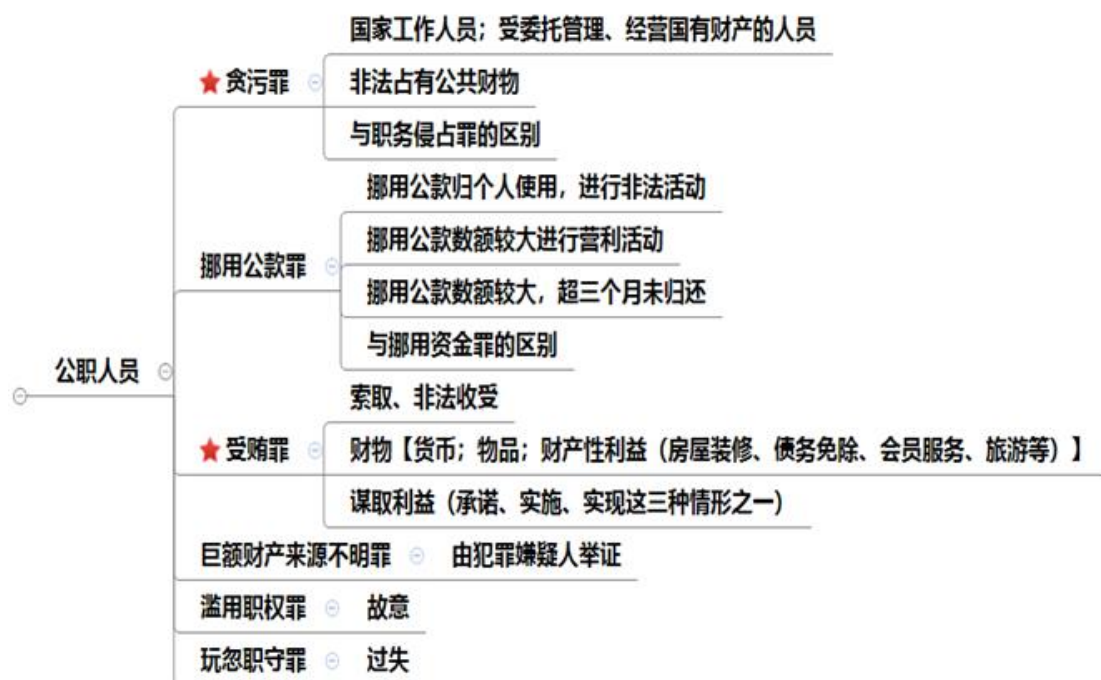 国家工作人员；受委托管理、经营国有财产的人员
贪污罪
非法占有公共财物
与职务侵占罪的区别
挪用公款归个人使用，进行非法活动
挪用公款数额较大进行营利活动
挪用公款罪
挪用公款数额较大，超三个月未归还
与挪用资金罪的区别
公职人员
索取、非法收受
受贿罪
财物【货币；物品；财产性利益（房屋装修、债务免除、会员服务、旅游等）】
谋取利益（承诺、实施、实现这三种情形之一）
巨额财产来源不明罪
由犯罪嫌疑人举证
滥用职权罪
故意
玩忽职守罪
过失